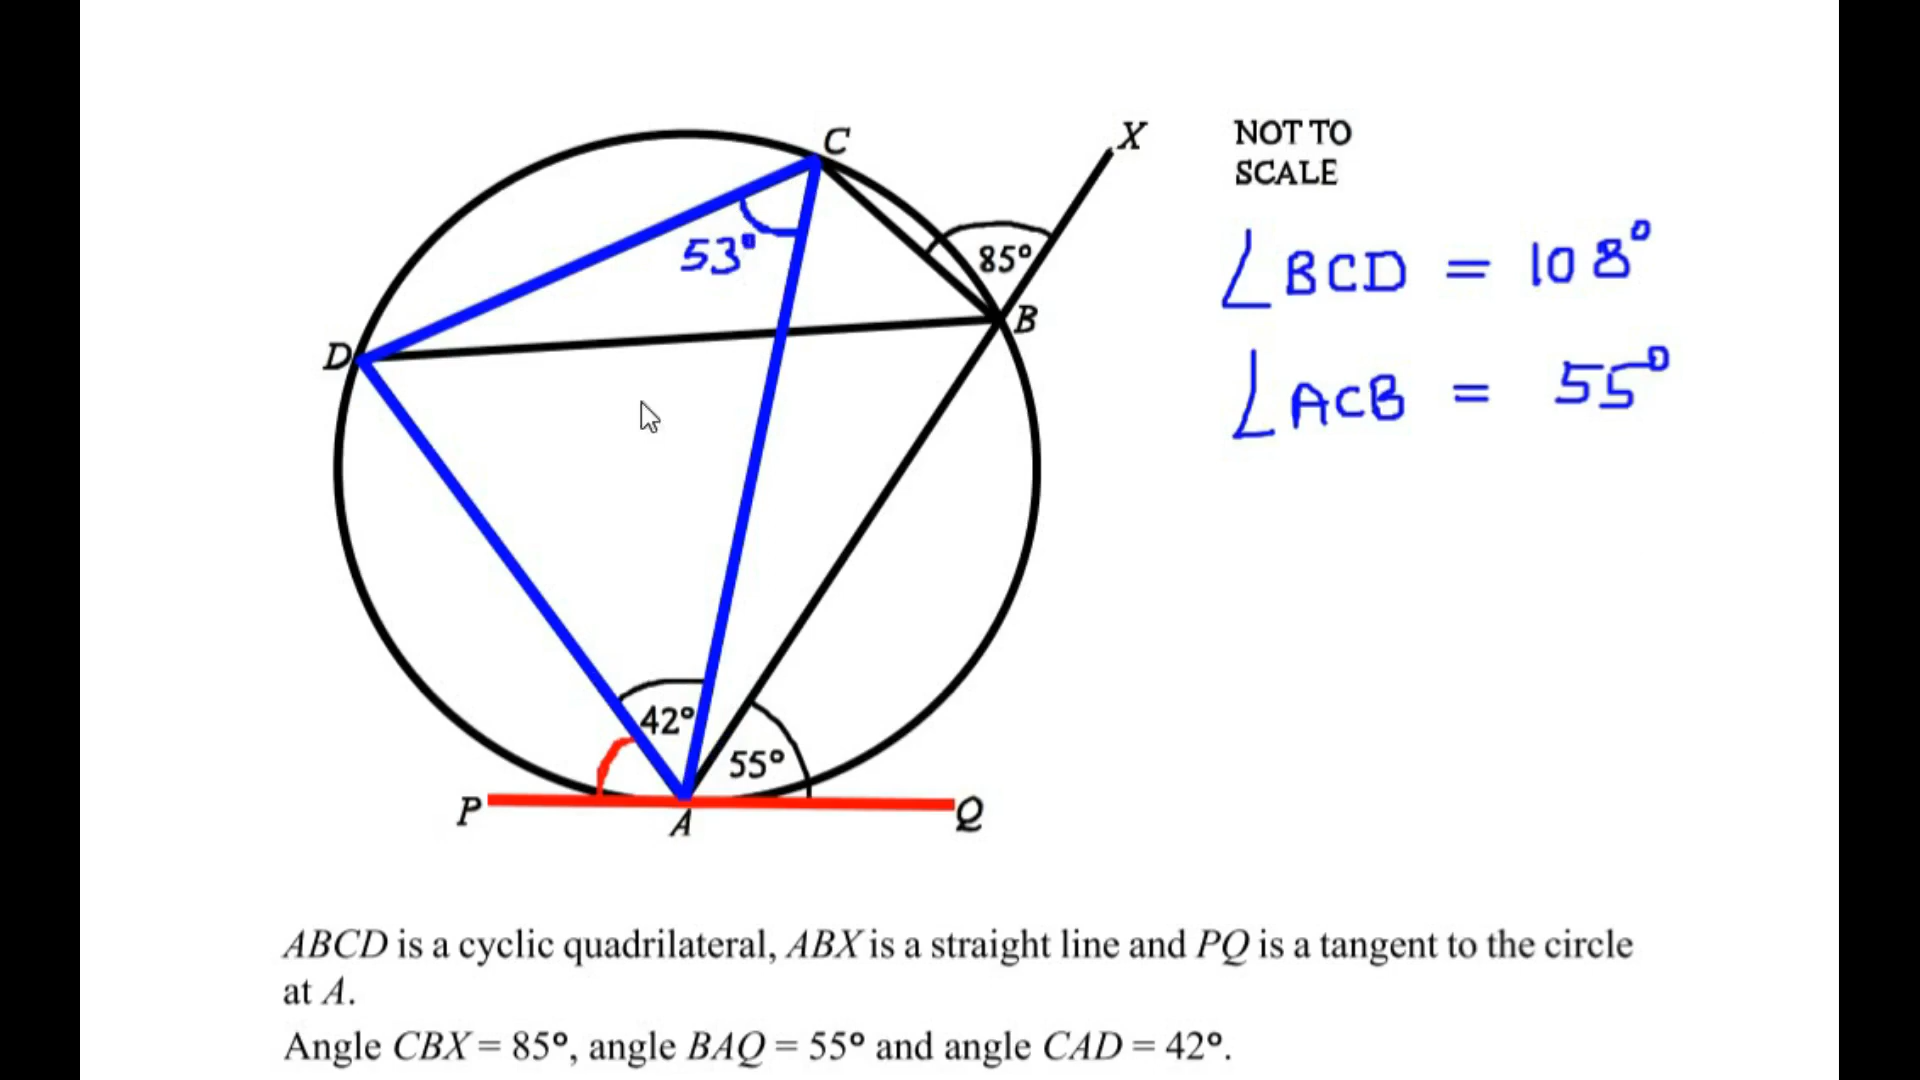 C
X
NOT TO
SCALE
53°
85°
∠BCD = 108°
B
D
∠ACB = 55°
42°
55°
P
A
Q
ABCD is a cyclic quadrilateral, ABX is a straight line and PQ is a tangent to the circle
at A.
Angle CBX = 85°, angle BAQ = 55° and angle CAD = 42°.